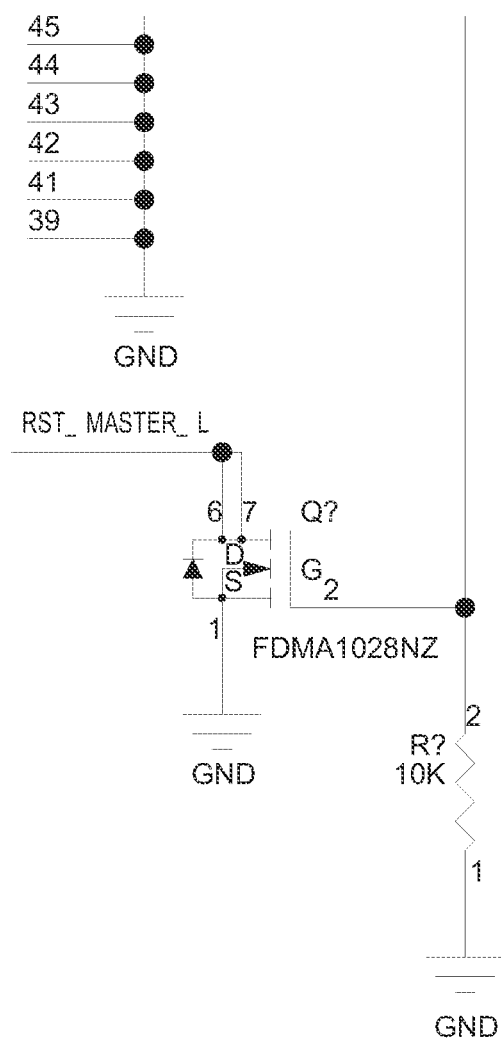 45
44
43
42
41
39
GND
RST_ MASTER_ L
6 7 Q?
D
S G 2
1
FDMA1028NZ
GND
2
R?
10K
1
GND